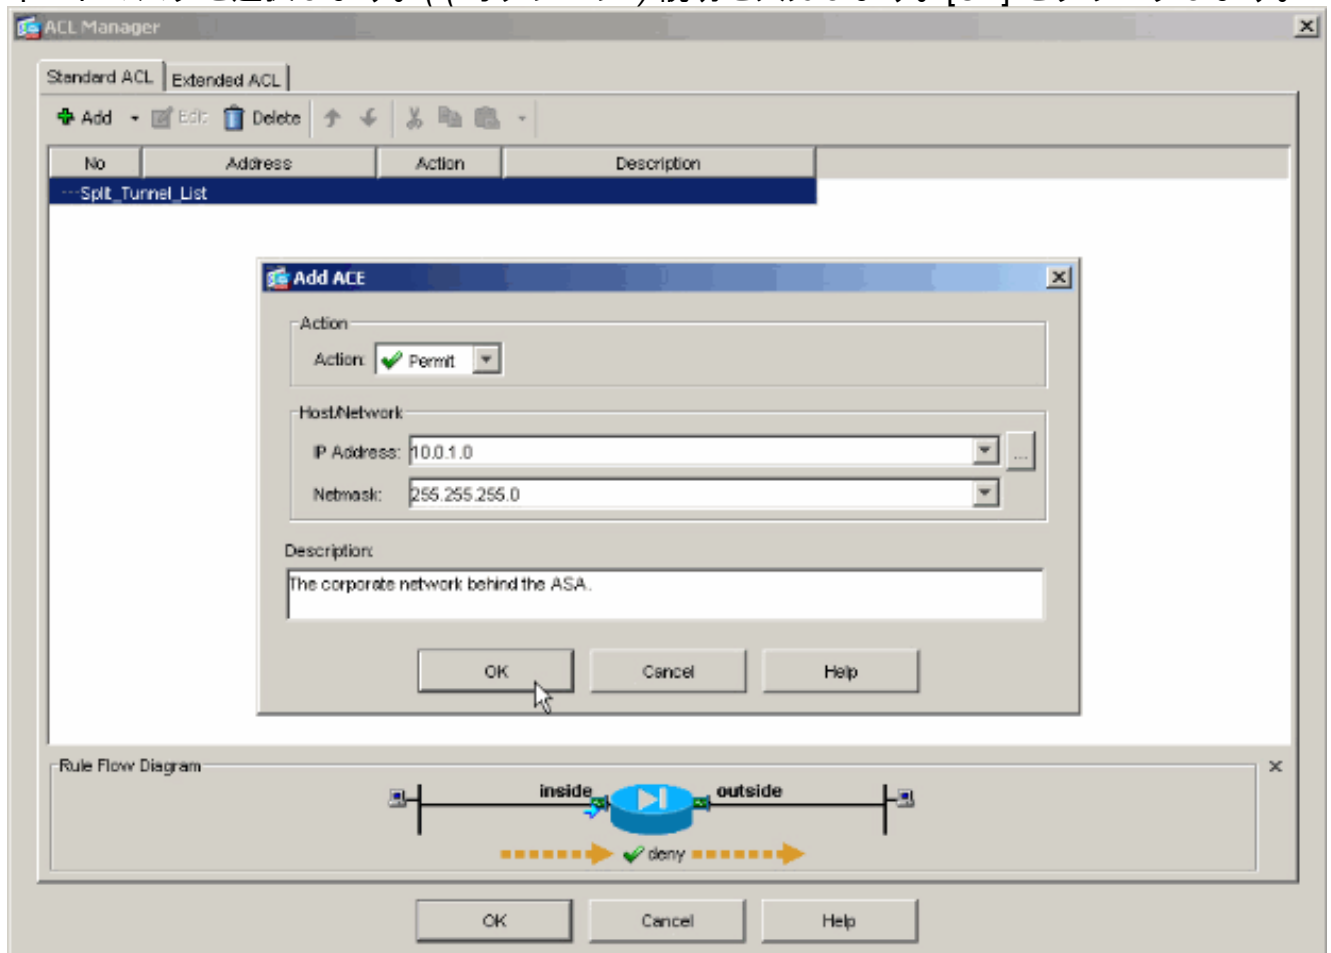 ACL Manager
Standard ACL Extended ACL
Add Edit Delete
No Address Action Description
Split_Tunnel_List
Add ACE
Action
Action: Permit
Host/Network
IP Address: 10.0.1.0 ...
Netmask: 255.255.255.0
Description:
The corporate network behind the ASA.
OK Cancel Help
Rule Flow Diagram
inside outside
deny
OK Cancel Help